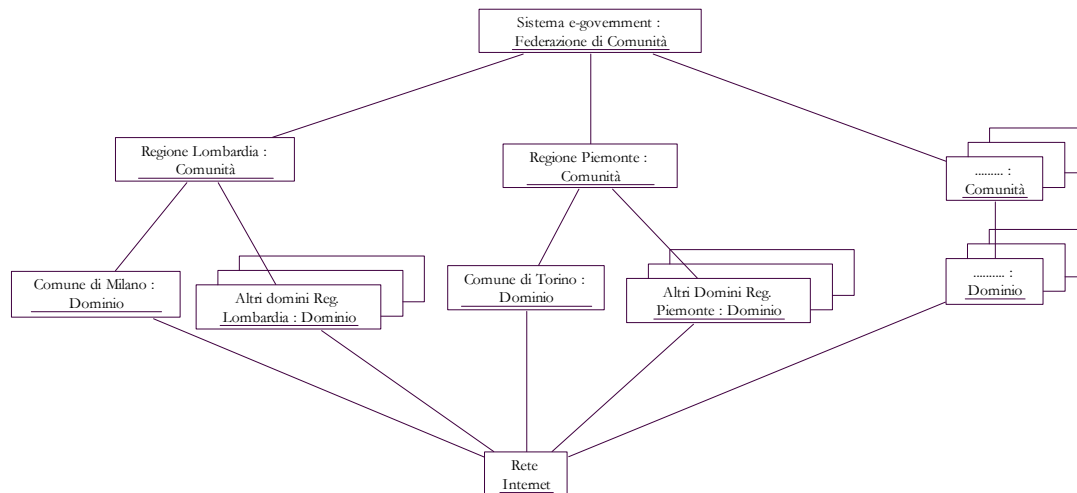 Sistema e-government :
Federazione di Comunità
Regione Lombardia :
Comunità
Regione Piemonte :
Comunità
......... :
Comunità
Comune di Milano :
Dominio
Altri domini Reg.
Lombardia : Dominio
Comune di Torino :
Dominio
Altri Domini Reg.
Piemonte : Dominio
.......... :
Dominio
Rete
Internet